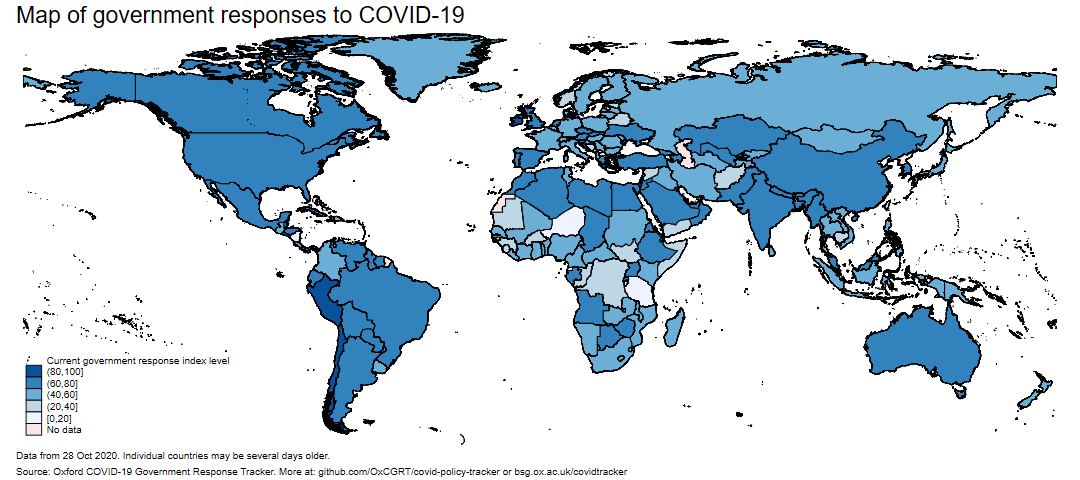 Map of government responses to COVID-19
Current government response index level
(80,100]
(60,80]
(40,60]
(20,40]
[0,20]
No data
Data from 28 Oct 2020. Individual countries may be several days older.
Source: Oxford COVID-19 Government Response Tracker. More at: github.com/OxCGRT/covid-policy-tracker or bsg.ox.ac.uk/covidtracker